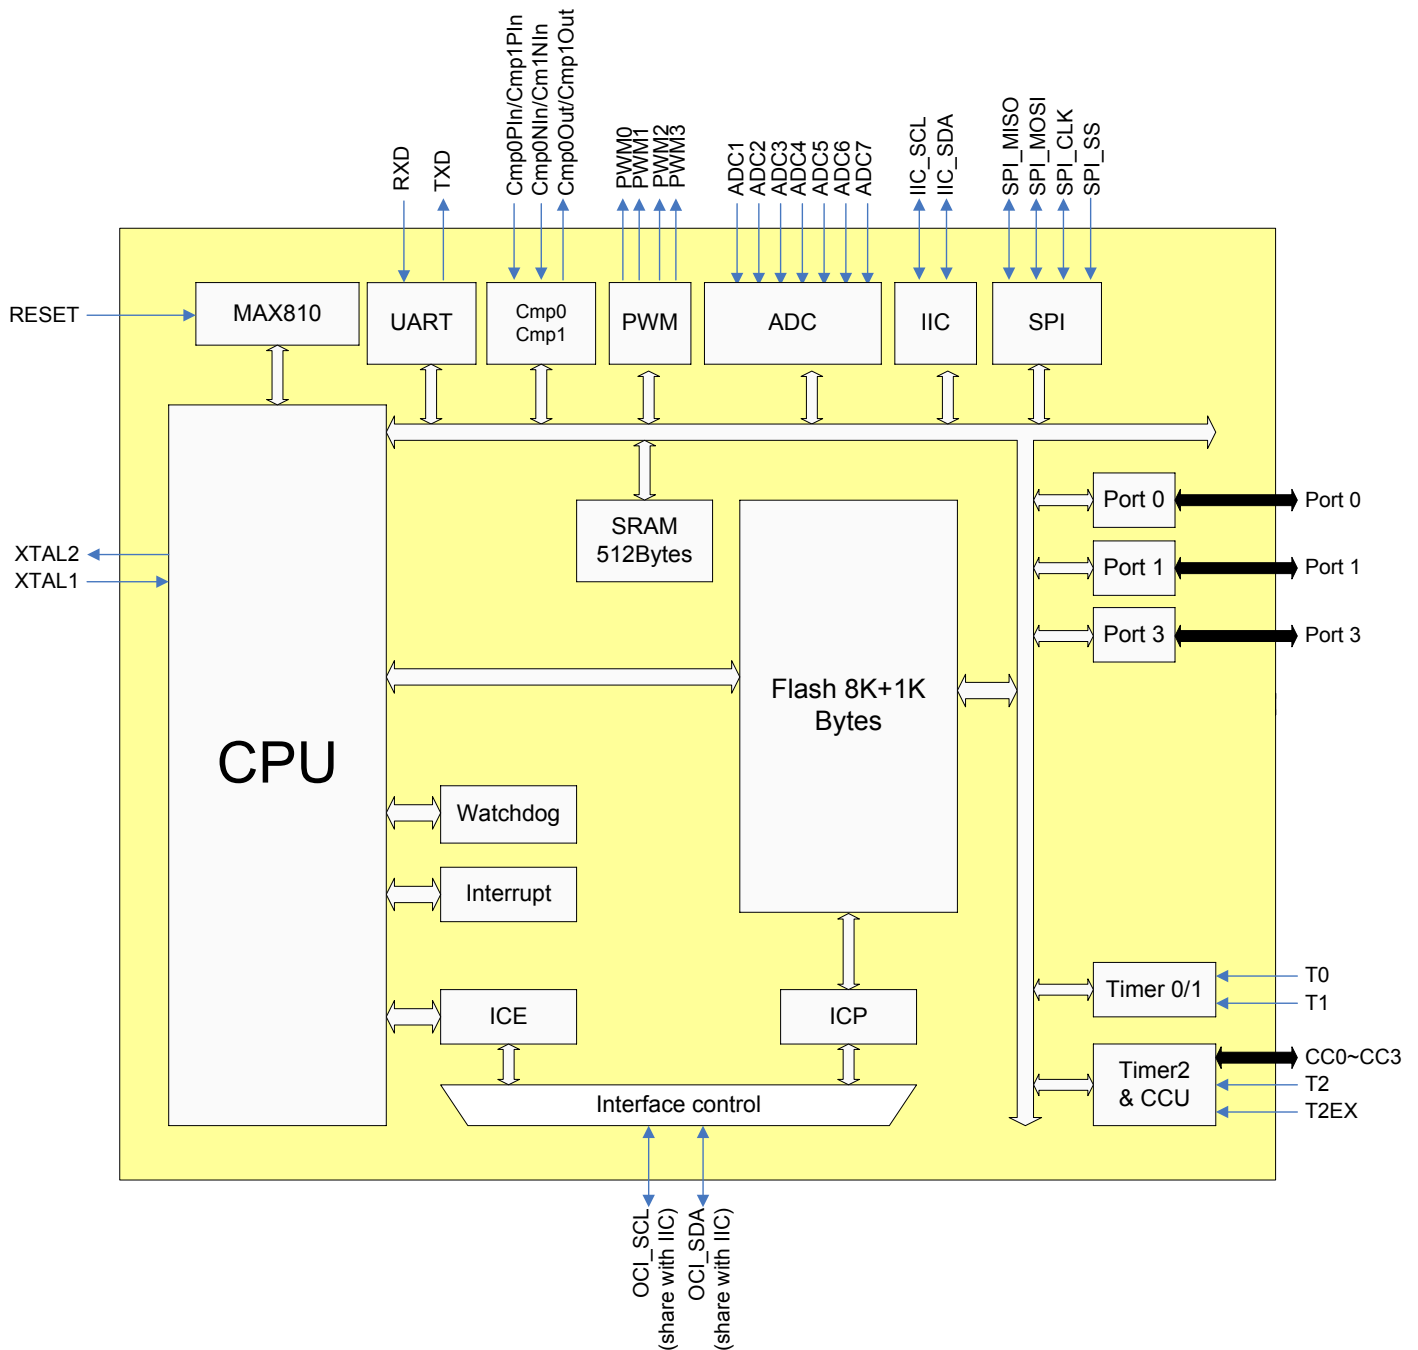 Cmp0PIn/Cmp1PIn
Cmp0NIn/Cm1NIn
Cmp0Out/Cmp1Out
RXD
TXD
PWM0
PWM1
PWM2
PWM3
ADC1
ADC2
ADC3
ADC4
ADC5
ADC6
ADC7
IIC_SCL
IIC_SDA
SPI_MISO
SPI_MOSI
SPI_CLK
SPI_SS
RESET
MAX810
UART
Cmp0
Cmp1
PWM
ADC
IIC
SPI
XTAL2
XTAL1
CPU
SRAM
512Bytes
Flash 8K+1K
Bytes
Port 0
Port 0
Port 1
Port 1
Port 3
Port 3
Watchdog
Interrupt
ICE
ICP
Interface control
Timer 0/1
T0
T1
Timer2
& CCU
CC0~CC3
T2
T2EX
OCI_SCL
(share with IIC)
OCI_SDA
(share with IIC)